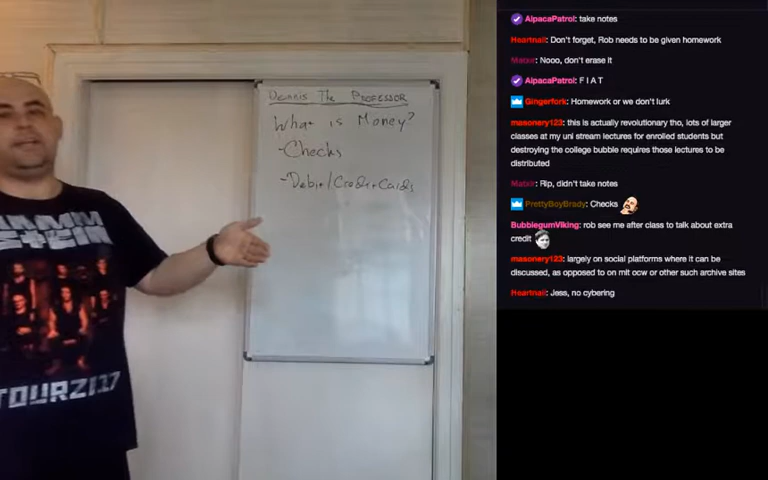 Dennis The Professor
What is Money?
-Checks
-Debit/Credit Cards
TOUR2017
AlpacaPatrol: take notes
Heartnail: Don't forget, Rob needs to be given homework
Matxir: Nooo, don't erase it
AlpacaPatrol: F I A T
Gingerfork: Homework or we don't lurk
masonery123: this is actually revolutionary tho, lots of larger
classes at my uni stream lectures for enrolled students but
destroying the college bubble requires those lectures to be
distributed
Matxir: Rip, didn't take notes
PrettyBoyBrady: Checks
BubblegumViking: rob see me after class to talk about extra
credit
masonery123: largely on social platforms where it can be
discussed, as opposed to on mit ocw or other such archive sites
Heartnail: Jess, no cybering